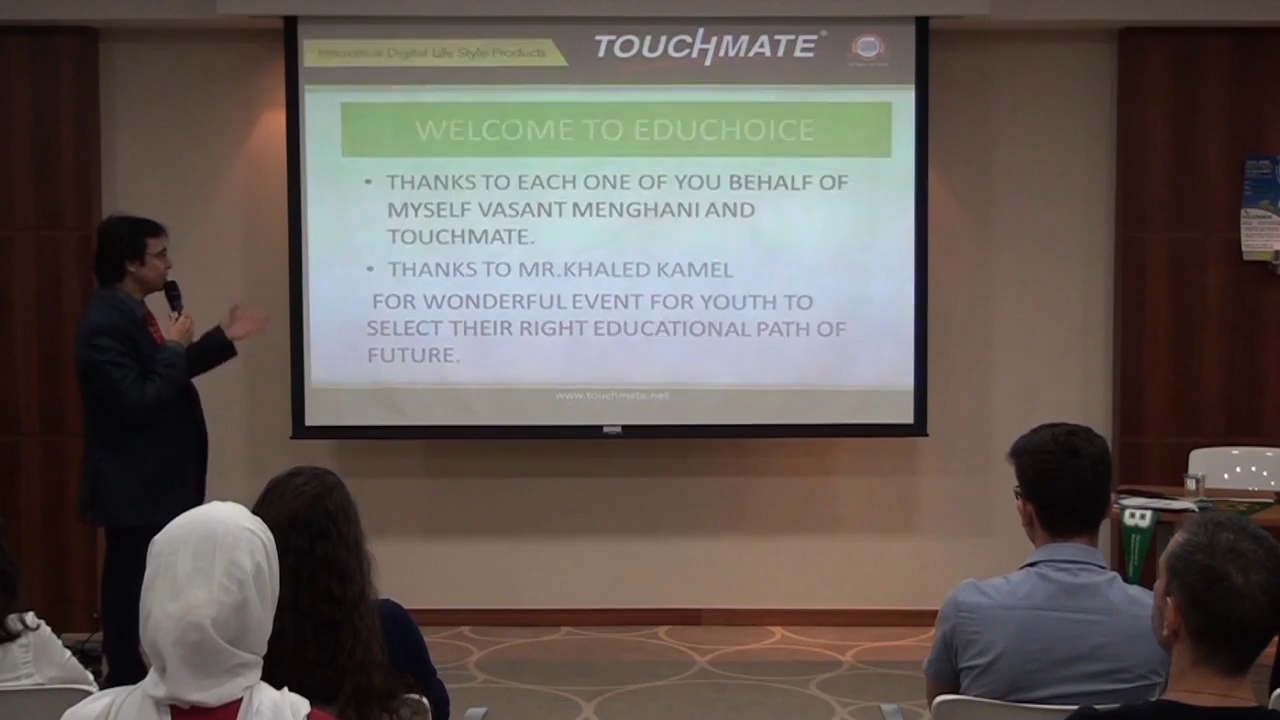 Innovative Digital Life Style Products
TOUCHMATE®
WELCOME TO EDUCHOICE
• THANKS TO EACH ONE OF YOU BEHALF OF
MYSELF VASANT MENGHANI AND
TOUCHMATE.
• THANKS TO MR.KHALED KAMEL
FOR WONDERFUL EVENT FOR YOUTH TO
SELECT THEIR RIGHT EDUCATIONAL PATH OF
FUTURE.
www.touchmate.net
B